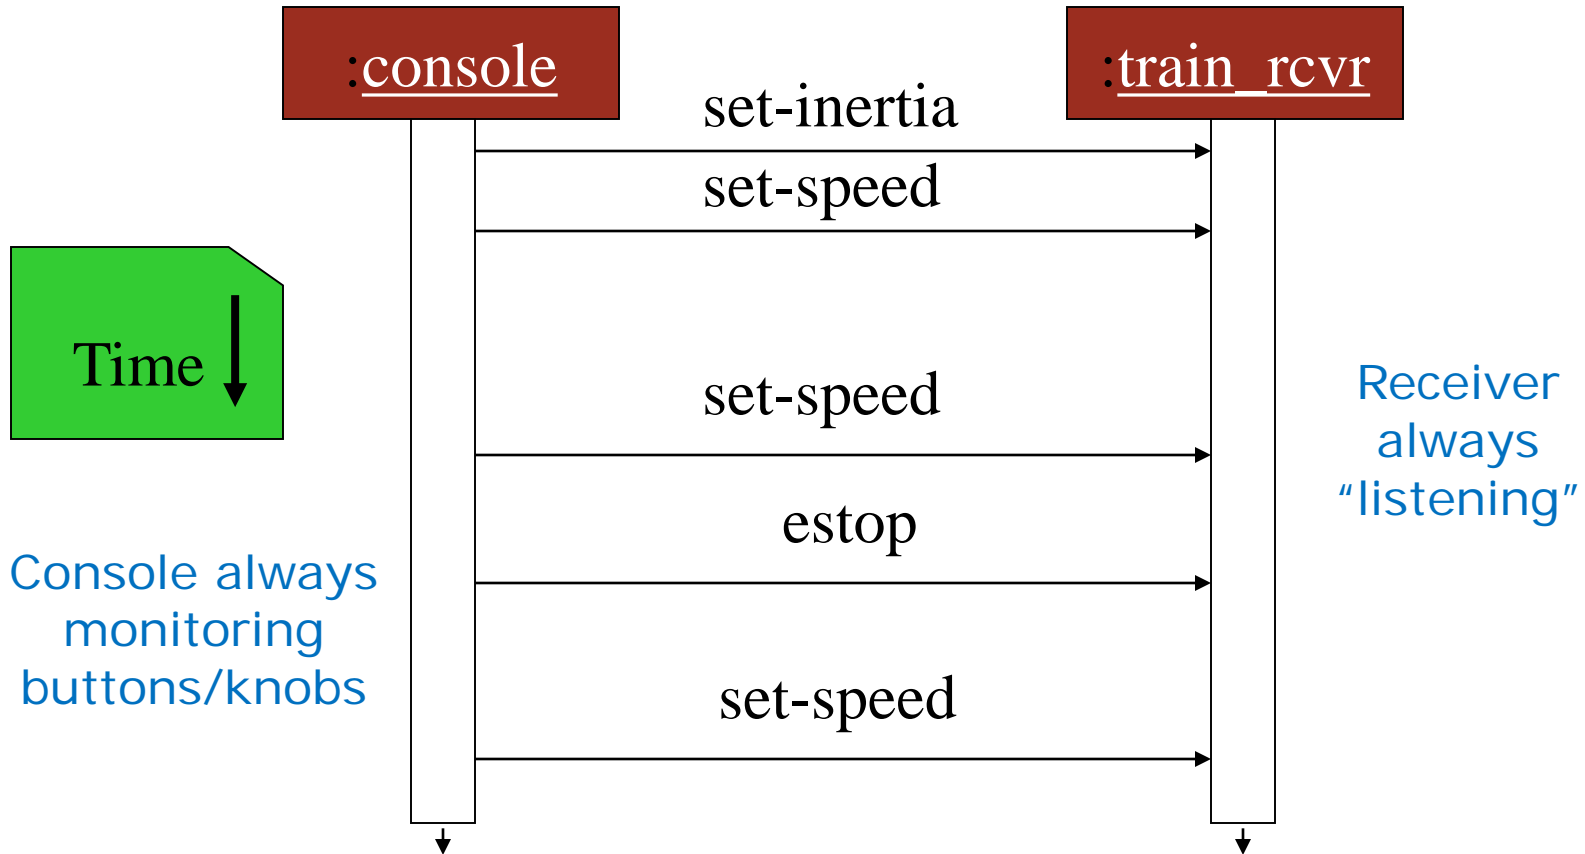 :console
:train_rcvr
set-inertia
set-speed
Time
set-speed
Receiver
always
“listening”
estop
Console always
monitoring
buttons/knobs
set-speed